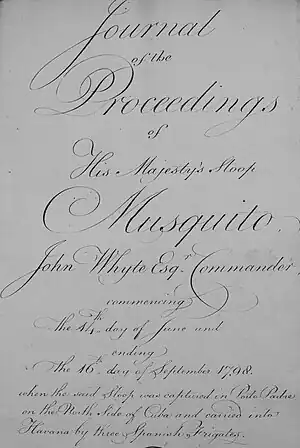 Journal
of the
Proceedings
of
His Majesty's Sloop
Musquito.
John Whyte Esqr. Commander
commencing
the 14th. day of June and
ending
The 16th. day of September 1798.
when the said Sloop was captured in Porto Padre
on the North Side of Cuba and carried into
Havana by three Spanish Frigates.